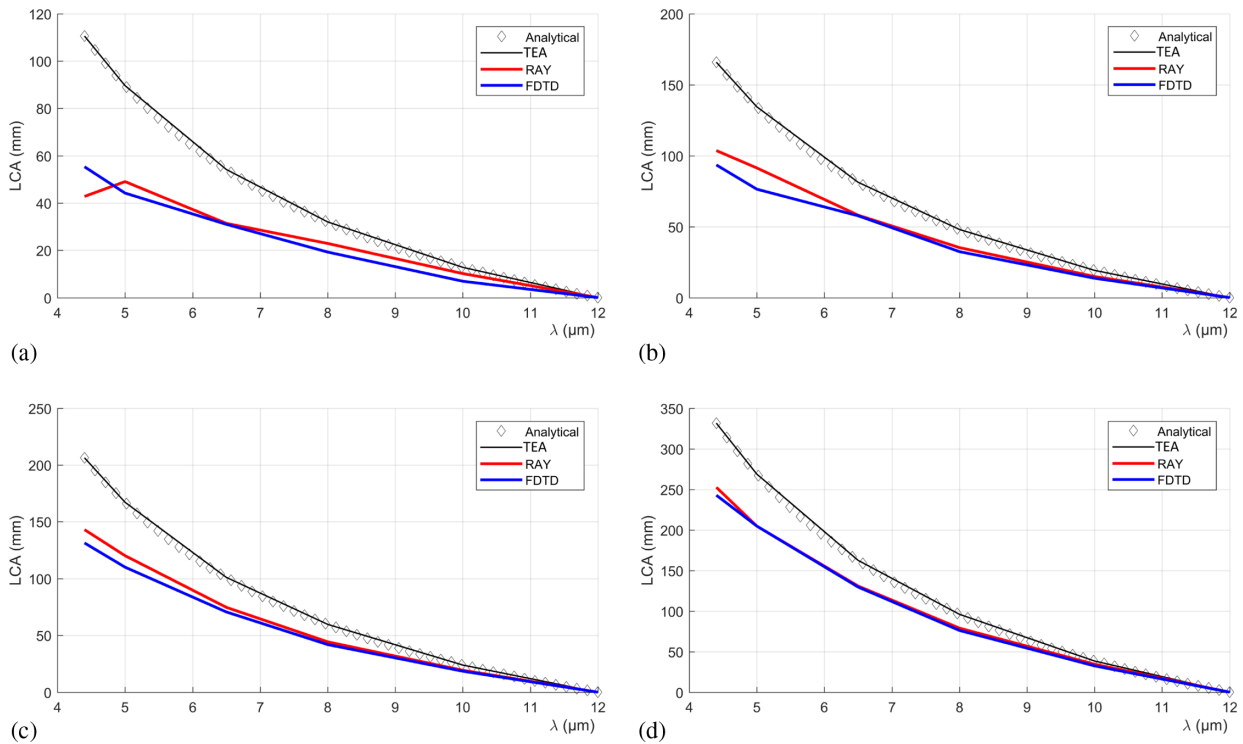 120
100
80
60
40
20
0
LCA (mm)
4 5 6 7 8 9 10 11 12
λ (µm)
Analytical
TEA
RAY
FDTD
(a)
200
150
100
50
0
LCA (mm)
4 5 6 7 8 9 10 11 12
λ (µm)
Analytical
TEA
RAY
FDTD
(b)
250
200
150
100
50
0
LCA (mm)
4 5 6 7 8 9 10 11 12
λ (µm)
Analytical
TEA
RAY
FDTD
(c)
350
300
250
200
150
100
50
0
LCA (mm)
4 5 6 7 8 9 10 11 12
λ (µm)
Analytical
TEA
RAY
FDTD
(d)